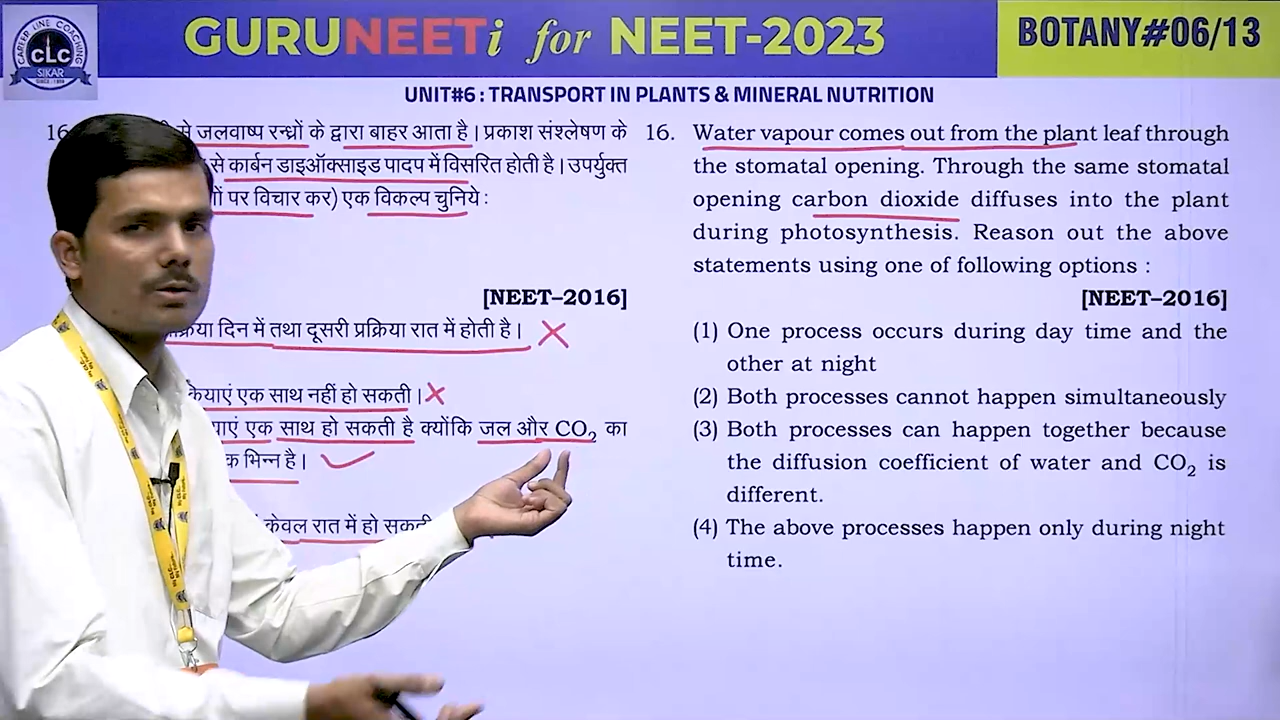 CAREER LINE COACHING
CLC
SIKAR
SINCE : 1996
GURUNEETi for NEET-2023
BOTANY#06/13
UNIT#6 : TRANSPORT IN PLANTS & MINERAL NUTRITION
16
से जलवाष्प रन्ध्रों के द्वारा बाहर आता है। प्रकाश संश्लेषण के
से कार्बन डाइऑक्साइड पादप में विसरित होती है। उपर्युक्त
पर विचार कर) एक विकल्प चुनिये :
[NEET–2016]
दिन में तथा दूसरी प्रक्रिया रात में होती है।
एक साथ नहीं हो सकती।
एक साथ हो सकती है क्योंकि जल और CO₂ का
भिन्न है।
केवल रात में हो
16. Water vapour comes out from the plant leaf through
the stomatal opening. Through the same stomatal
opening carbon dioxide diffuses into the plant
during photosynthesis. Reason out the above
statements using one of following options :
[NEET–2016]
(1) One process occurs during day time and the
other at night
(2) Both processes cannot happen simultaneously
(3) Both processes can happen together because
the diffusion coefficient of water and CO₂ is
different.
(4) The above processes happen only during night
time.